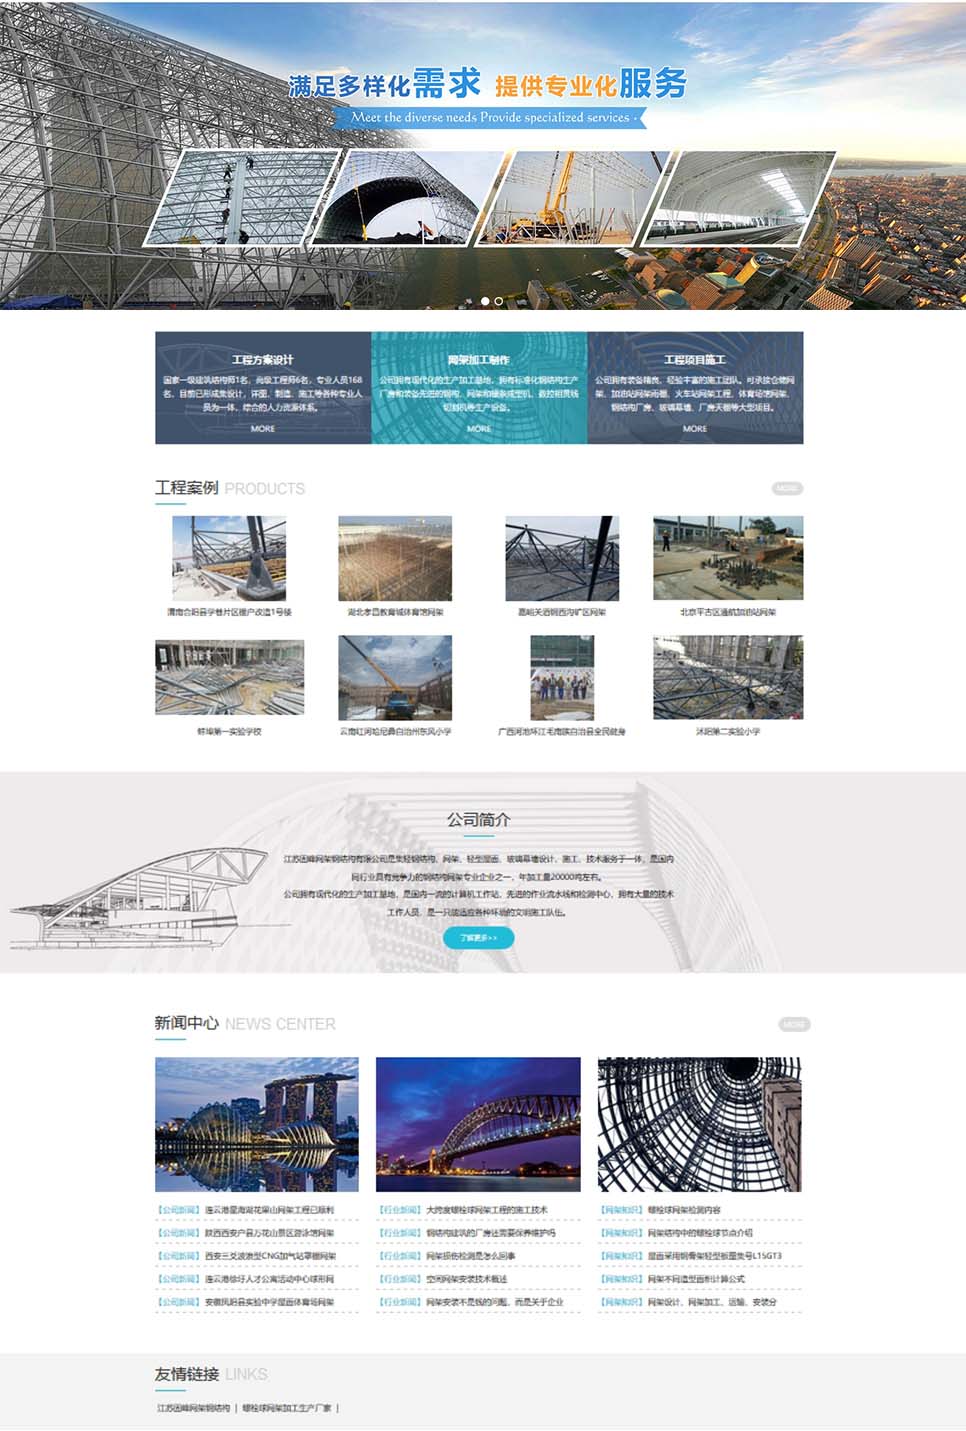 满足多样化需求 提供专业化服务
Meet the diverse needs Provide specialized services
工程方案设计
国家一级建筑结构师1名，高级工程师6名，专业人员168
名，目前已形成集设计、详图、制造、施工等各种专业人
员为一体、综合的人力资源体系。
MORE
网架加工制作
公司拥有现代化的生产加工基地，拥有标准化钢结构生产
厂房和装备先进的钢构、网架和檩条成型机、数控相贯线
切割机等生产设备。
MORE
工程项目施工
公司拥有装备精良、经验丰富的施工团队。可承接仓储网
架、加油站网架雨棚、火车站网架工程、体育场馆网架、
钢结构厂房、玻璃幕墙、厂房天棚等大型项目。
MORE
工程案例 PRODUCTS
MORE
渭南合阳县学巷片区棚户改造1号楼
湖北孝昌教育城体育馆网架
嘉峪关酒钢西沟矿区网架
北京平古区通航加油站网架
蚌埠第一实验学校
云南红河哈尼彝自治州东风小学
广西河池环江毛南族自治县全民健身
沭阳第二实验小学
公司简介
江苏固峰网架钢结构有限公司是集轻钢结构、网架、轻型屋面、玻璃幕墙设计、施工、技术服务于一体，是国内
同行业具有竞争力的钢结构网架专业企业之一，年加工量20000吨左右。
公司拥有现代化的生产加工基地，是国内一流的计算机工作站，先进的作业流水线和检测中心，拥有大量的技术
工作人员，是一只能适应各种环境的文明施工队伍。
了解更多>>
新闻中心 NEWS CENTER
MORE
【公司新闻】连云港星海湖花果山网架工程已顺利
【公司新闻】陕西西安户县万花山景区游泳馆网架
【公司新闻】西安三爻波浪型CNG加气站罩棚网架
【公司新闻】连云港徐圩人才公寓活动中心球形网
【公司新闻】安徽凤阳县实验中学屋面体育场网架
【行业新闻】大跨度螺栓球网架工程的施工技术
【行业新闻】钢结构建筑的厂房还需要保养维护吗
【行业新闻】网架损伤检测是怎么回事
【行业新闻】空间网架安装技术概述
【行业新闻】网架安装不是钱的问题、而是关于企业
【网架知识】螺栓球网架检测内容
【网架知识】网架结构中的螺栓球节点介绍
【网架知识】屋面采用钢骨架轻型板型号L15GT3
【网架知识】网架不同造型面积计算公式
【网架知识】网架设计、网架加工、运输、安装分
友情链接 LINKS
江苏固峰网架钢结构 | 螺栓球网架加工生产厂家 |